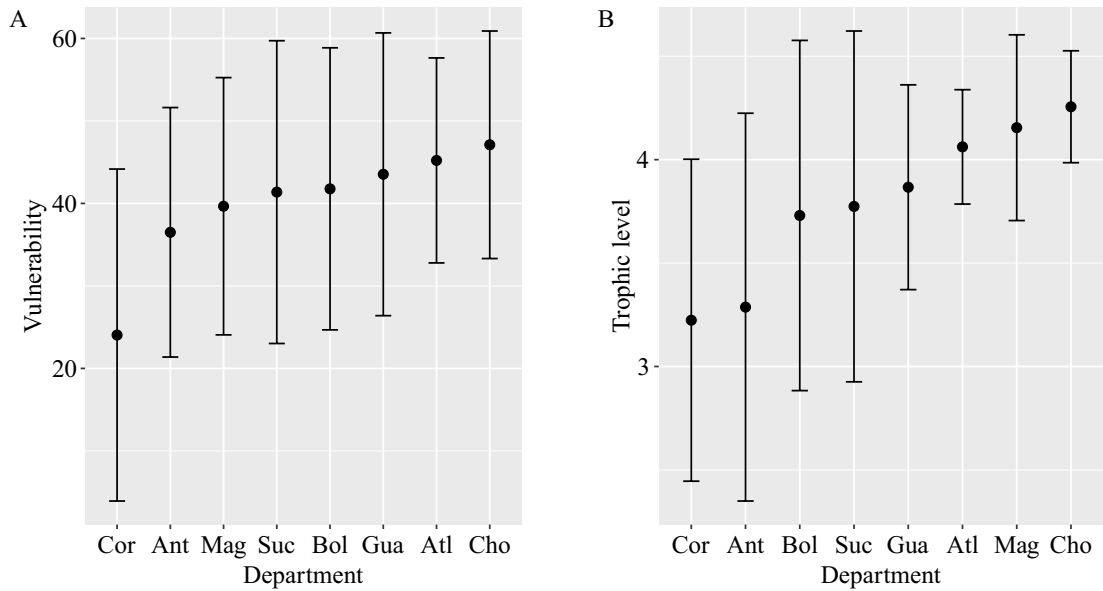 A
Vulnerability
60
40
20
Cor Ant Mag Suc Bol Gua Atl Cho
Department
B
Trophic level
4
3
Cor Ant Bol Suc Gua Atl Mag Cho
Department